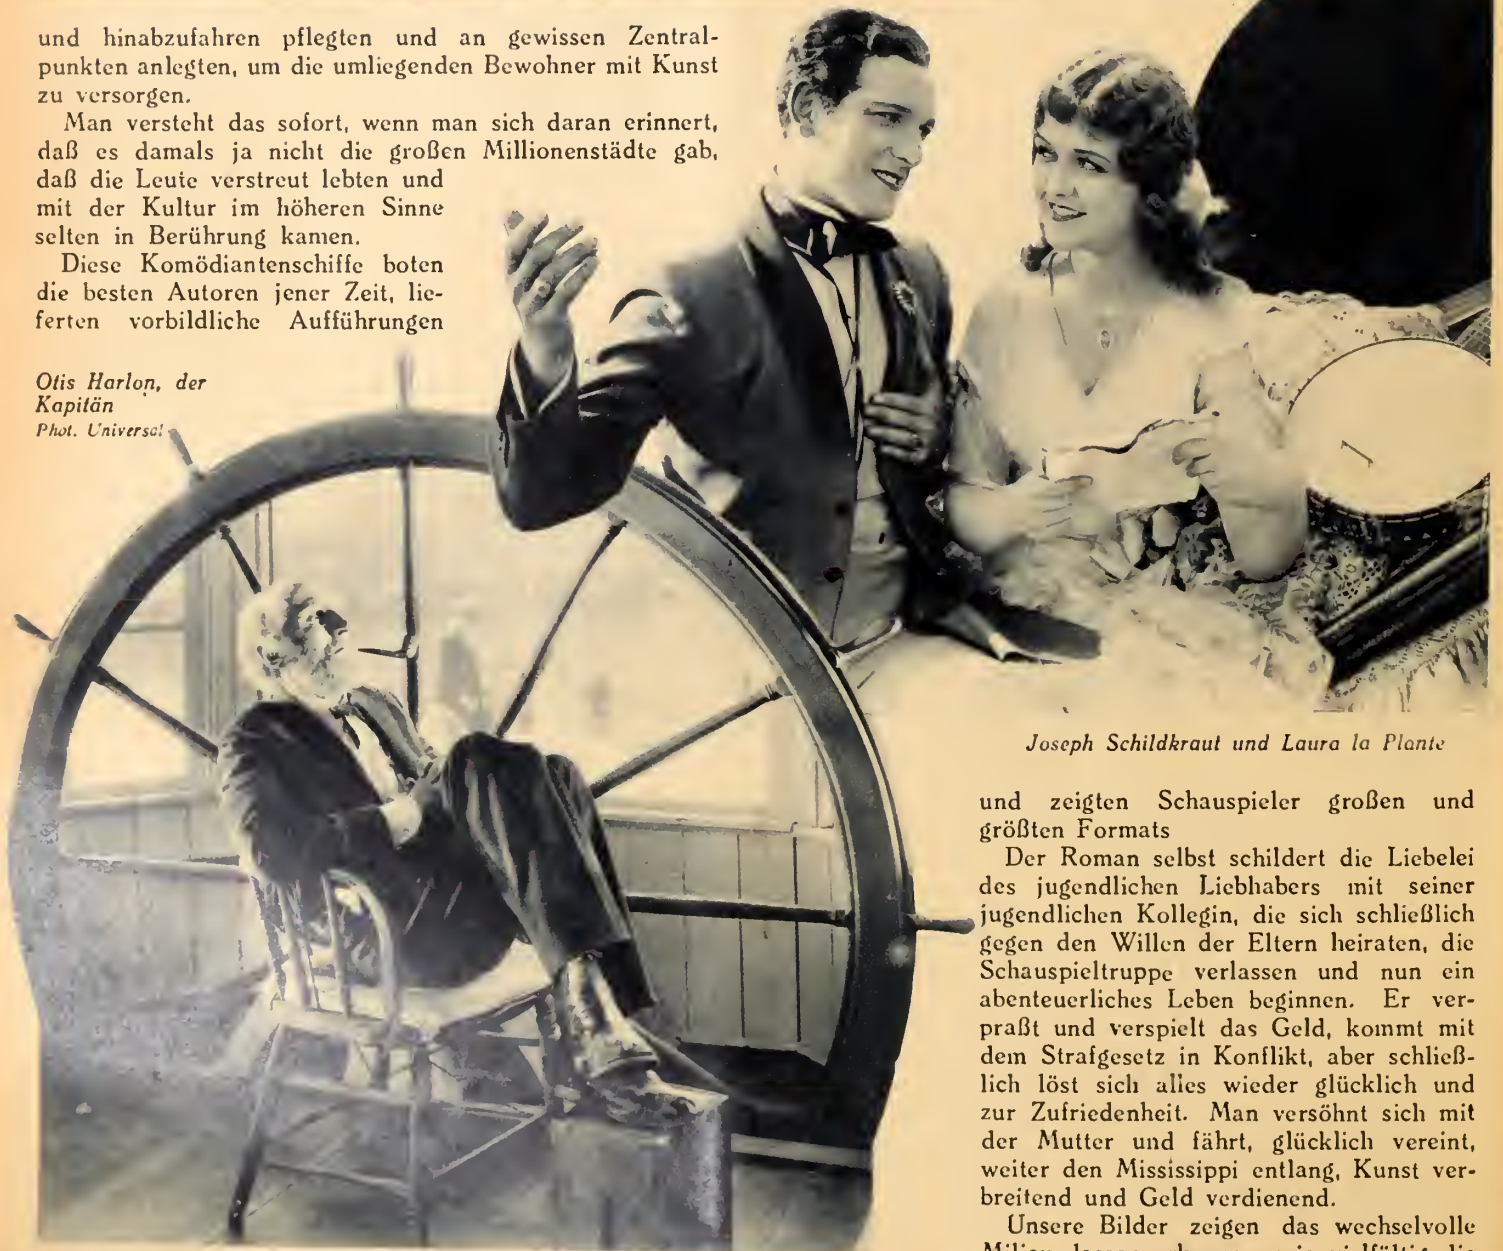 und hinabzufahren pflegten und an gewissen Zentral-
punkten anlegten, um die umliegenden Bewohner mit Kunst
zu versorgen.
Man versteht das sofort, wenn man sich daran erinnert,
daß es damals ja nicht die großen Millionenstädte gab,
daß die Leute verstreut lebten und
mit der Kultur im höheren Sinne
selten in Berührung kamen.
Diese Komödiantenschiffe boten
die besten Autoren jener Zeit, lie-
ferten vorbildliche Aufführungen
Otis Harlon, der
Kapitän
Phot. Universal
Joseph Schildkraut und Laura la Plante
und zeigten Schauspieler großen und
größten Formats
Der Roman selbst schildert die Liebelei
des jugendlichen Liebhabers mit seiner
jugendlichen Kollegin, die sich schließlich
gegen den Willen der Eltern heiraten, die
Schauspieltruppe verlassen und nun ein
abenteuerliches Leben beginnen. Er ver-
praßt und verspielt das Geld, kommt mit
dem Strafgesetz in Konflikt, aber schließ-
lich löst sich alles wieder glücklich und
zur Zufriedenheit. Man versöhnt sich mit
der Mutter und fährt, glücklich vereint,
weiter den Mississippi entlang, Kunst ver-
breitend und Geld verdienend.
Unsere Bilder zeigen das wechselvolle